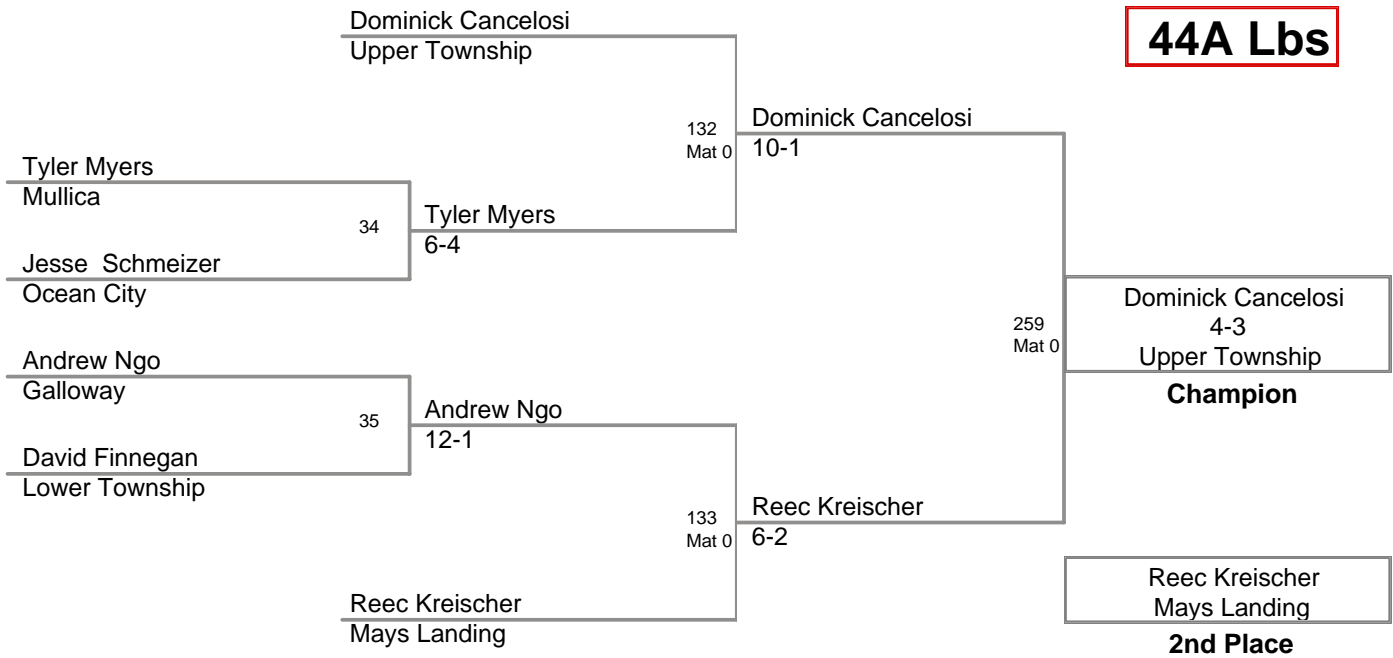 Dominick Cancelosi
Upper Township
44A Lbs
132
Mat 0
Dominick Cancelosi
10-1
Tyler Myers
Mullica
34
Tyler Myers
6-4
Jesse  Schmeizer
Ocean City
259
Mat 0
Dominick Cancelosi
4-3
Upper Township
Champion
Andrew Ngo
Galloway
35
Andrew Ngo
12-1
David Finnegan
Lower Township
133
Mat 0
Reec Kreischer
6-2
Reec Kreischer
Mays Landing
Reec Kreischer
Mays Landing
2nd Place